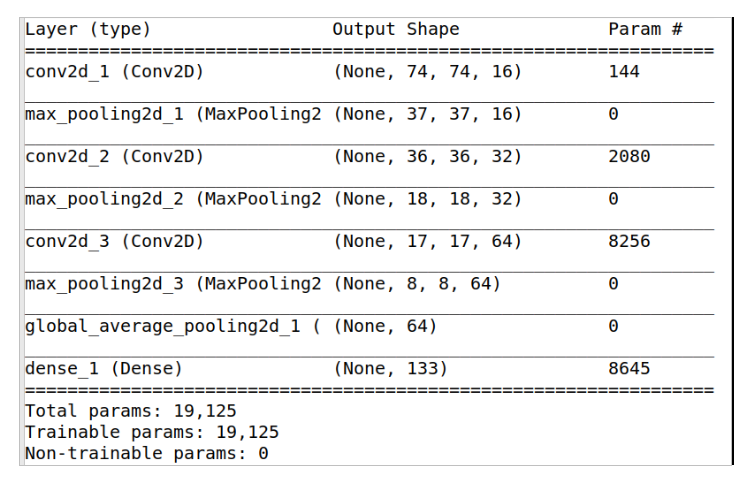 Layer (type) Output Shape Param #
=================================================================
conv2d_1 (Conv2D) (None, 74, 74, 16) 144
max_pooling2d_1 (MaxPooling2 (None, 37, 37, 16) 0
conv2d_2 (Conv2D) (None, 36, 36, 32) 2080
max_pooling2d_2 (MaxPooling2 (None, 18, 18, 32) 0
conv2d_3 (Conv2D) (None, 17, 17, 64) 8256
max_pooling2d_3 (MaxPooling2 (None, 8, 8, 64) 0
global_average_pooling2d_1 ( (None, 64) 0
dense_1 (Dense) (None, 133) 8645
=================================================================
Total params: 19,125
Trainable params: 19,125
Non-trainable params: 0